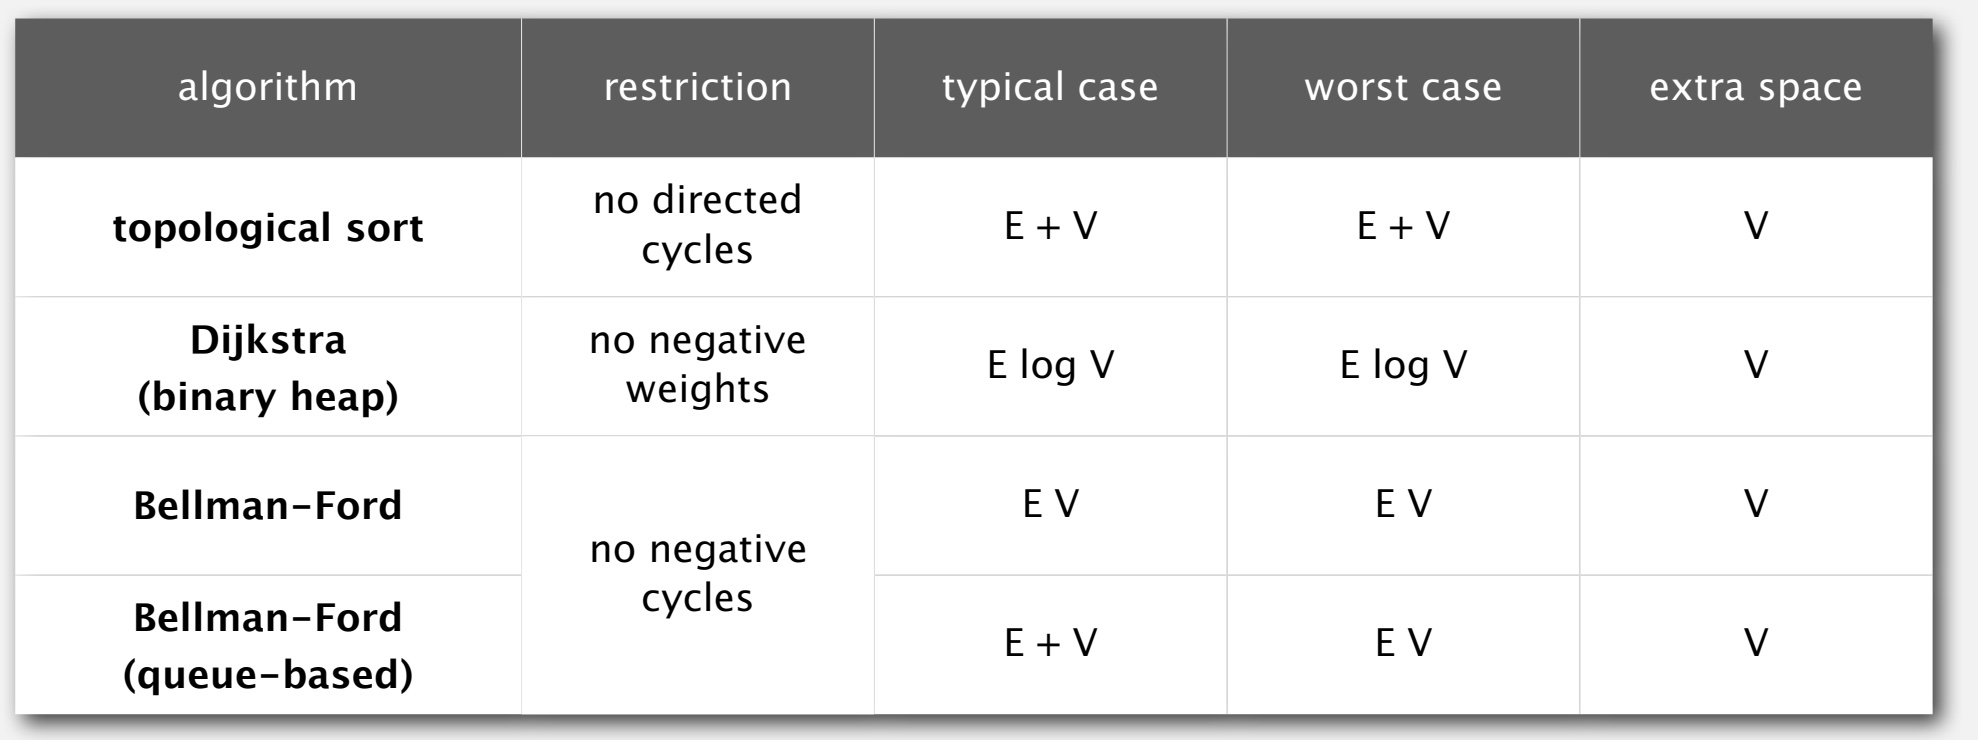 algorithm restriction typical case worst case extra space
topological sort no directed cycles E + V E + V V
Dijkstra (binary heap) no negative weights E log V E log V V
Bellman–Ford no negative cycles E V E V V
Bellman–Ford (queue–based) E + V E V V